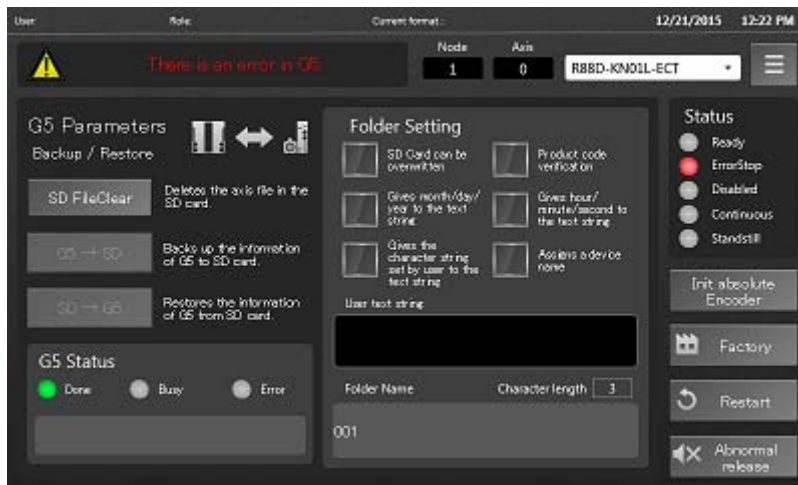 User: Role: Current format: 12/21/2015 12:22 PM
There is an error in G5
Node Axis
1 0 R88D-KN01L-ECT
G5 Parameters
Backup / Restore
SD FileClear
Deletes the axis file in the
SD card.
G5 → SD
Backs up the information
of G5 to SD card.
SD → G5
Restores the information
of G5 from SD card.
G5 Status
Done Busy Error
Folder Setting
SD Card can be
overwritten
Product code
verification
Gives month/day/
year to the text
string
Gives hour/
minute/second to
the text string
Gives the
character string
set by user to the
text string
Assigns a device
name
User text string
Folder Name Character length 3
001
Status
Ready
ErrorStop
Disabled
Continuous
Standstill
Init absolute
Encoder
Factory
Restart
Abnormal
release